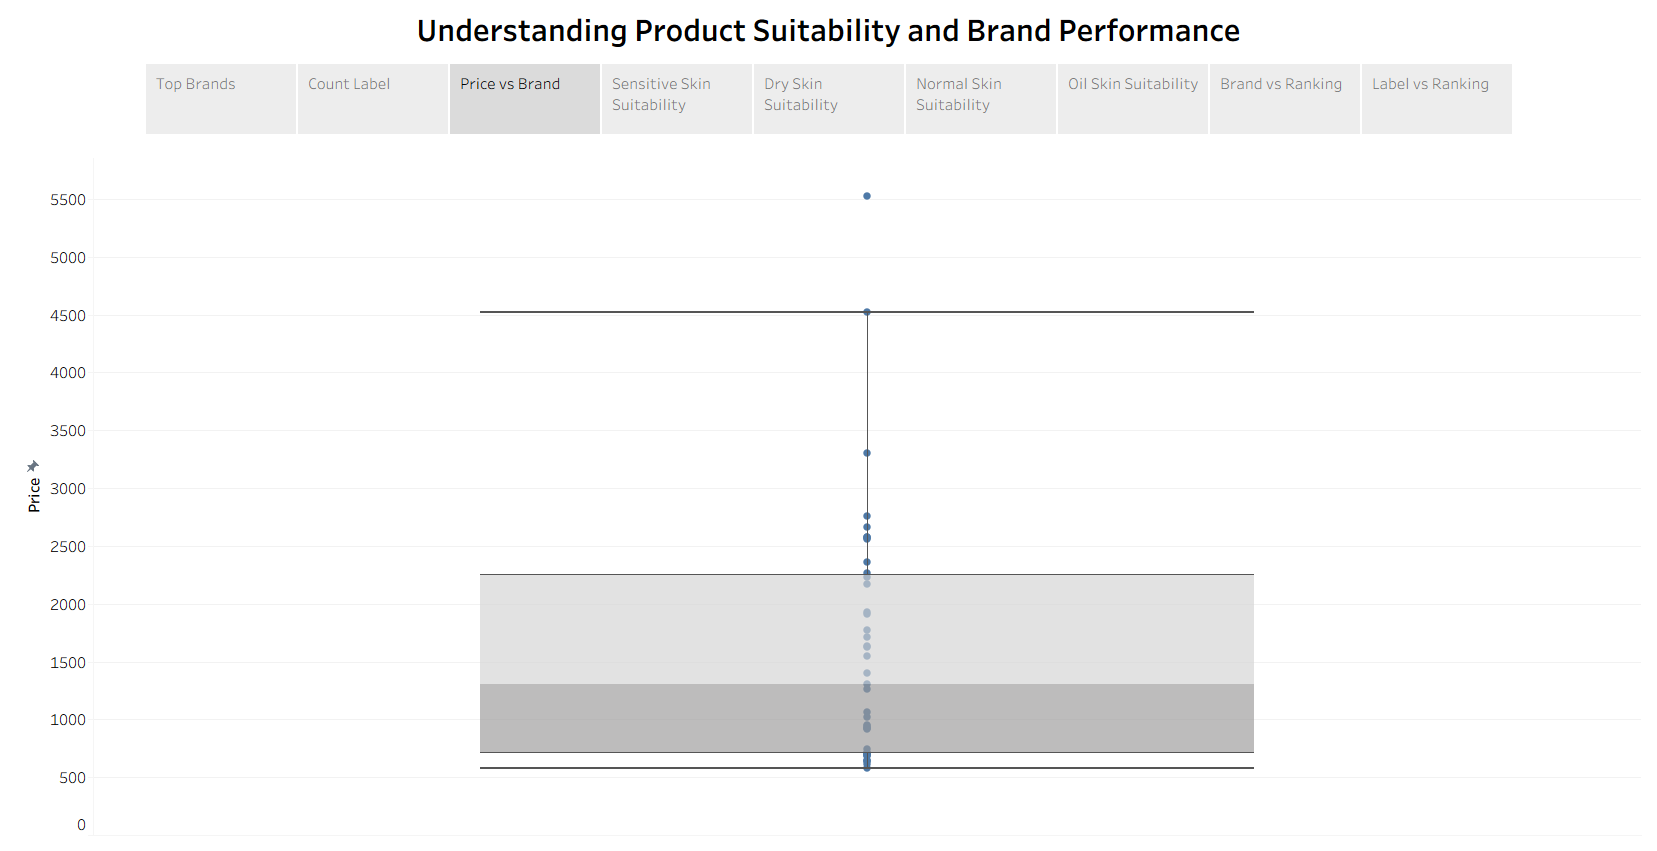 Understanding Product Suitability and Brand Performance
Top Brands
Count Label
Price vs Brand
Sensitive Skin
Suitability
Dry Skin
Suitability
Normal Skin
Suitability
Oil Skin Suitability
Brand vs Ranking
Label vs Ranking
5500
5000
4500
4000
3500
3000
2500
2000
1500
1000
500
0
Price